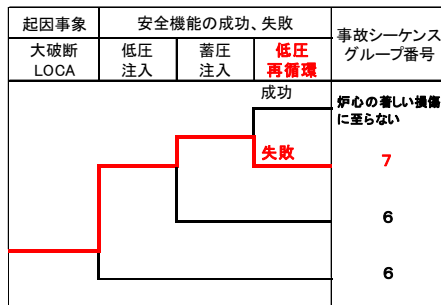 起因事象
安全機能の成功、失敗
事故シーケンス
グループ番号
大破断
LOCA
低圧
注入
蓄圧
注入
低圧
再循環
成功
炉心の著しい損傷
に至らない
失敗
7
6
6